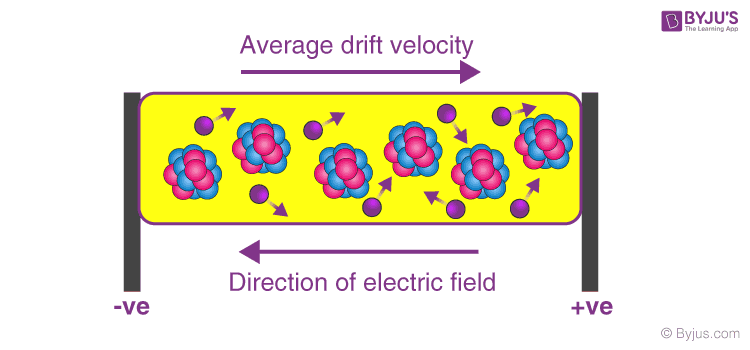 BYJU'S
The Learning App
Average drift velocity
Direction of electric field
-ve
+ve
© Byjus.com